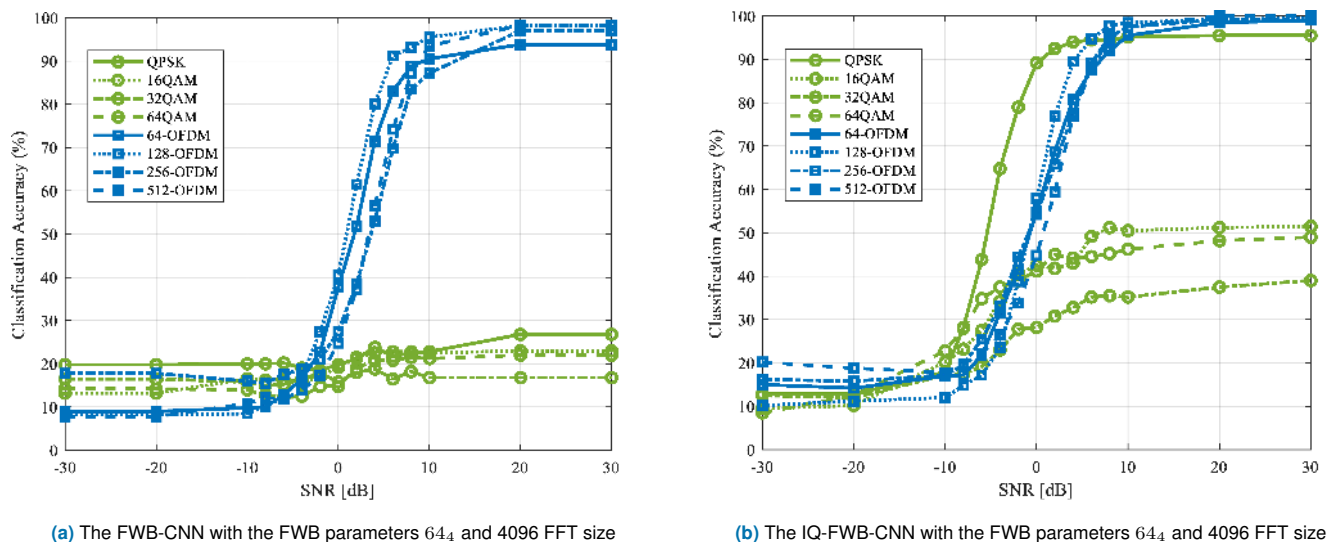 100
90
80
70
60
50
40
30
20
10
0
Classification Accuracy (%)
QPSK
16QAM
32QAM
64QAM
64-OFDM
128-OFDM
256-OFDM
512-OFDM
-30
-20
-10
0
10
20
30
SNR [dB]
(a) The FWB-CNN with the FWB parameters 64₄ and 4096 FFT size
100
90
80
70
60
50
40
30
20
10
0
Classification Accuracy (%)
QPSK
16QAM
32QAM
64QAM
64-OFDM
128-OFDM
256-OFDM
512-OFDM
-30
-20
-10
0
10
20
30
SNR [dB]
(b) The IQ-FWB-CNN with the FWB parameters 64₄ and 4096 FFT size